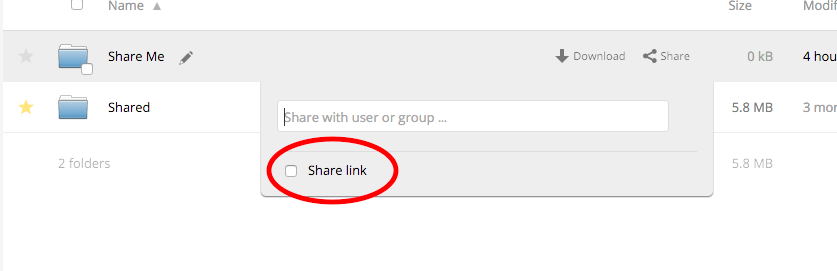 Name ▲ Size Modif
Share Me Download Share 0 kB 4 hou
Share with user or group ...
Shared 5.8 MB 3 mon
2 folders 5.8 MB
Share link